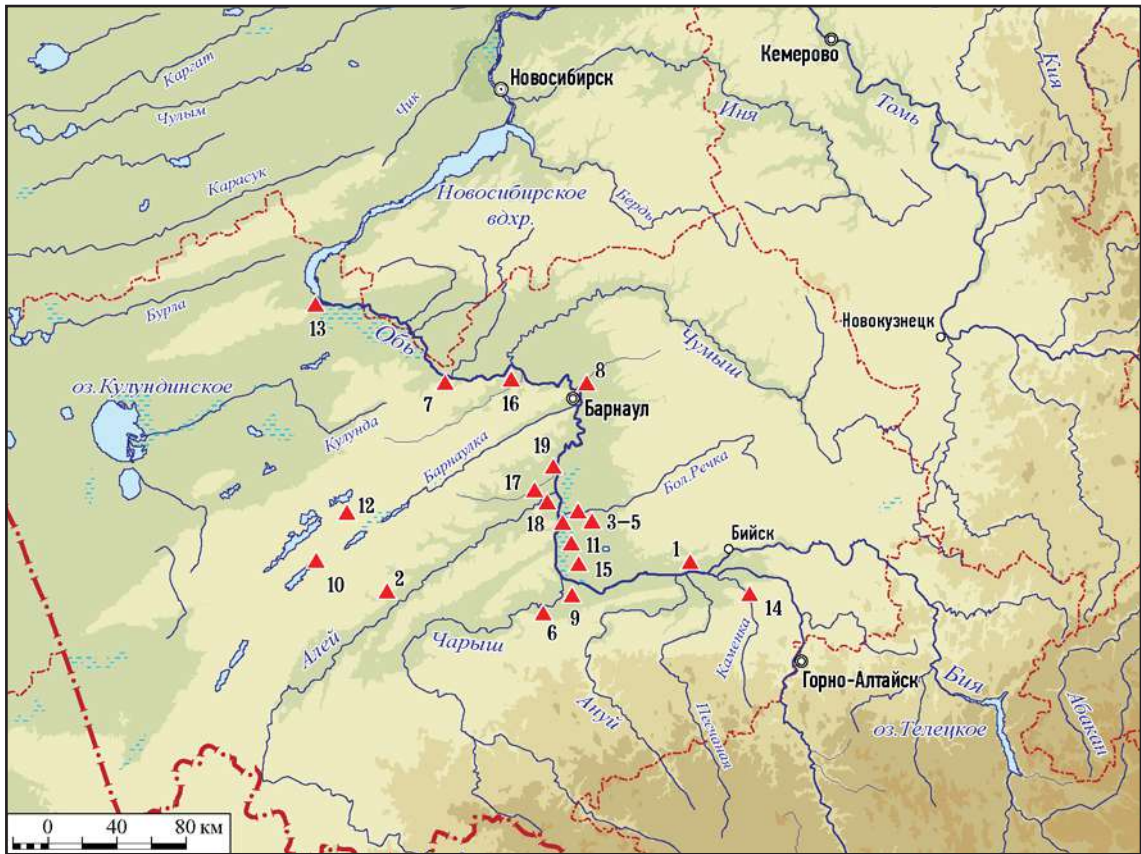 Кемерово
Кия
Каргат
Новосибирск
Чулым
Чик
Иня
Томь
Карасук
Новосибирское
вдхр.
Бердь
Бурла
13
Обь
Новокузнецк
Чумыш
оз.Кулундинское
8
7
16
Барнаул
Кулунда
Барнаулка
19
Бол.Речка
17
12
18
3–5
11
Бийск
1
10
2
15
9
14
6
Алей
Чарыш
Каменка
Горно-Алтайск
Бия
Ануй
Песчаная
оз.Телецкое
Абакан
0 40 80 км